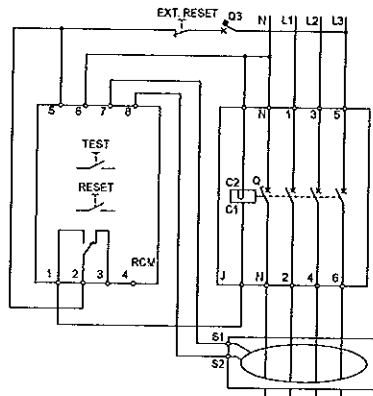 EXT. RESET Q3 N L1 L2 L3
5 6 7 8 N 1 3 5
TEST
RESET
C2 Q
C1
RCM
1 2 3 4 J N 2 4 6
S1
S2